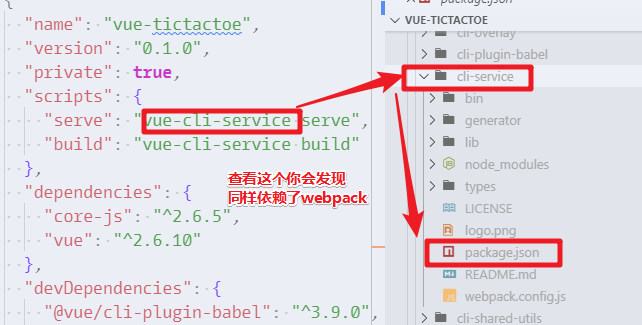 "name": "vue-tictactoe",
"version": "0.1.0",
"private": true,
"scripts": {
"serve": "vue-cli-service serve",
"build": "vue-cli-service build"
},
"dependencies": {
"core-js": "^2.6.5",
"vue": "^2.6.10"
},
"devDependencies": {
"@vue/cli-plugin-babel": "^3.9.0",
查看这个你会发现
同样依赖了webpack
package.json
VUE-TICTACTOE
cli-overlay
cli-plugin-babel
cli-service
bin
generator
lib
node_modules
types
LICENSE
logo.png
package.json
README.md
webpack.config.js
cli-shared-utils